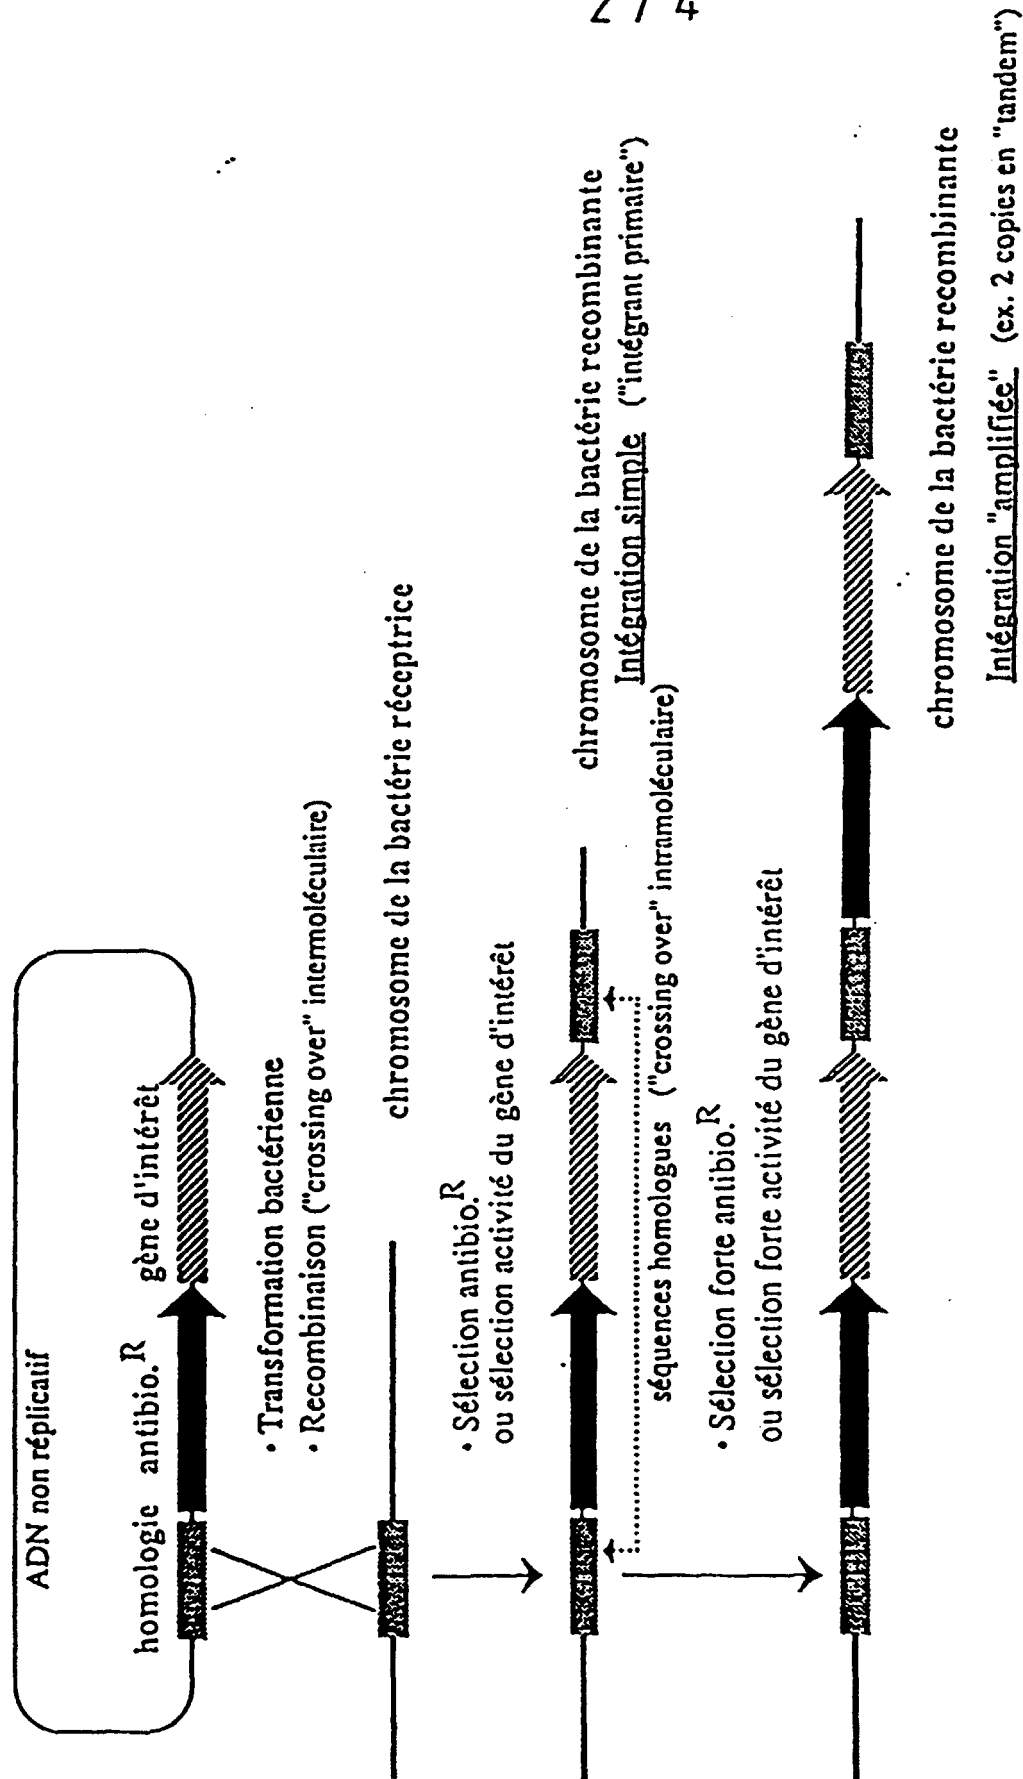 2 / 4
ADN non réplicatif
homologie antibio.R gène d'intérêt
• Transformation bactérienne
• Recombinaison ("crossing over" intermoléculaire)
chromosome de la bactérie réceptrice
• Sélection antibio.R
ou sélection activité du gène d'intérêt
chromosome de la bactérie recombinante
Intégration simple ("intégrant primaire")
séquences homologues ("crossing over" intramoléculaire)
• Sélection forte antibio.R
ou sélection forte activité du gène d'intérêt
chromosome de la bactérie recombinante
Intégration "amplifiée" (ex. 2 copies en "tandem")